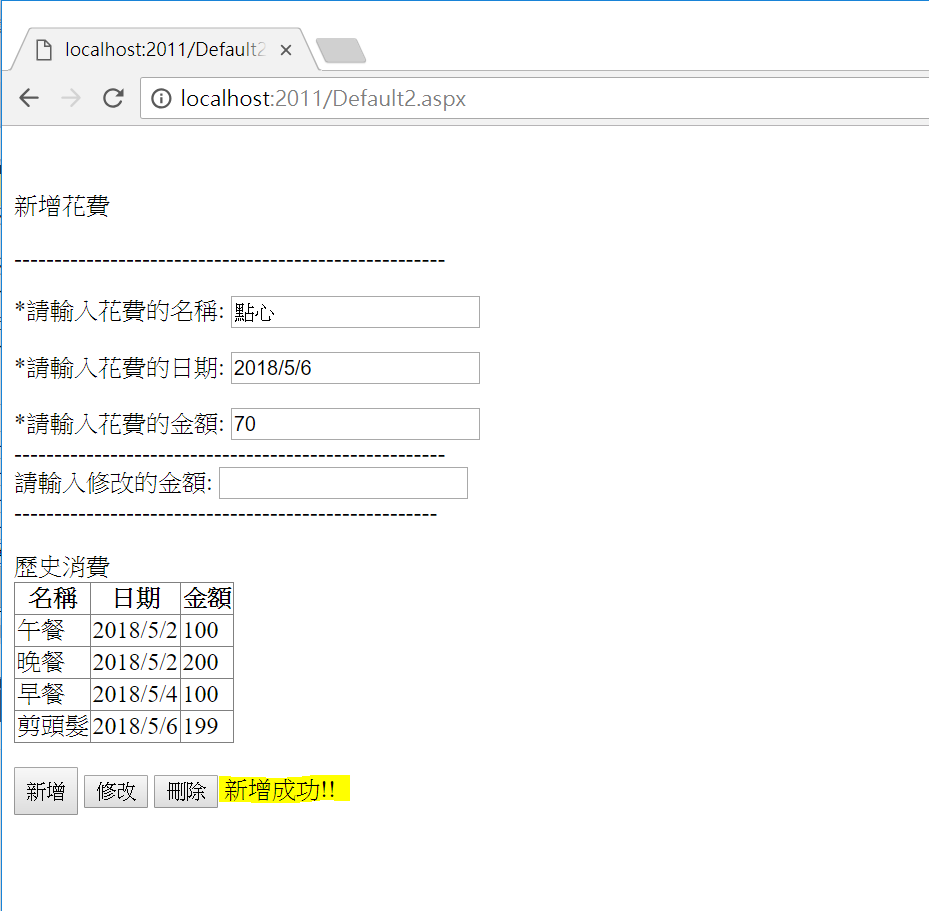 localhost:2011/Default2
localhost:2011/Default2.aspx
新增花費
------------------------------------------------------
*請輸入花費的名稱: 點心
*請輸入花費的日期: 2018/5/6
*請輸入花費的金額: 70
------------------------------------------------------
請輸入修改的金額:
-----------------------------------------------------
歷史消費
名稱 日期 金額
午餐 2018/5/2 100
晚餐 2018/5/2 200
早餐 2018/5/4 100
剪頭髮 2018/5/6 199
新增 修改 刪除 新增成功!!